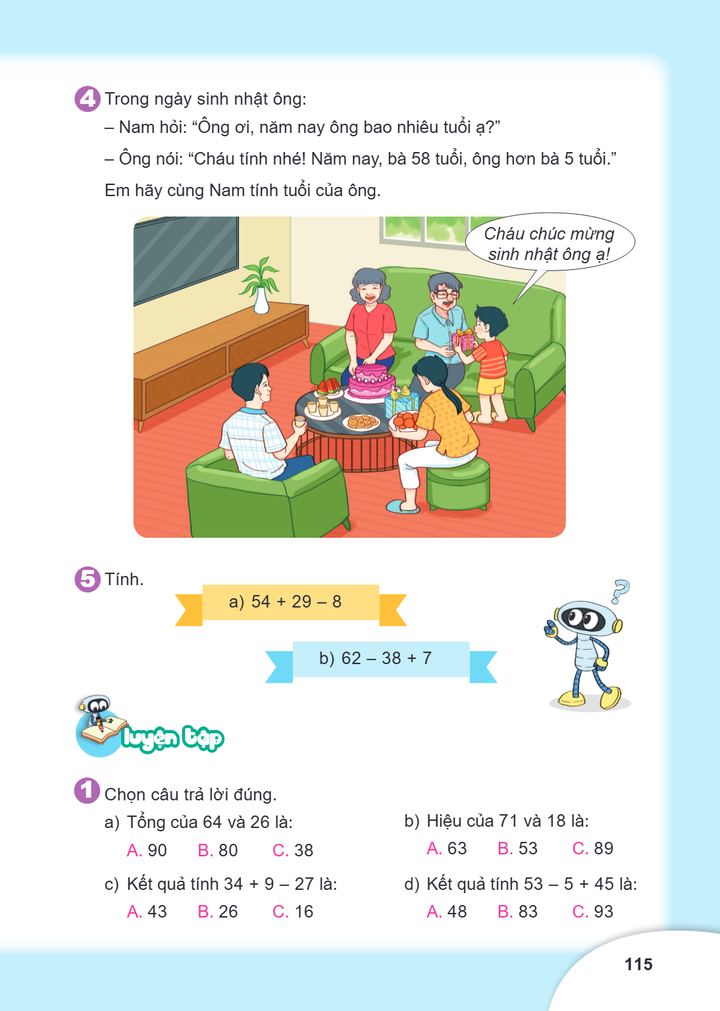 4 Trong ngày sinh nhật ông:
– Nam hỏi: “Ông ơi, năm nay ông bao nhiêu tuổi ạ?”
– Ông nói: “Cháu tính nhé! Năm nay, bà 58 tuổi, ông hơn bà 5 tuổi.”
Em hãy cùng Nam tính tuổi của ông.
Cháu chúc mừng
sinh nhật ông ạ!
5 Tính.
a) 54 + 29 – 8
?
b) 62 – 38 + 7
luyện tập
1 Chọn câu trả lời đúng.
a) Tổng của 64 và 26 là:
A. 90 B. 80 C. 38
b) Hiệu của 71 và 18 là:
A. 63 B. 53 C. 89
c) Kết quả tính 34 + 9 – 27 là:
A. 43 B. 26 C. 16
d) Kết quả tính 53 – 5 + 45 là:
A. 48 B. 83 C. 93
115